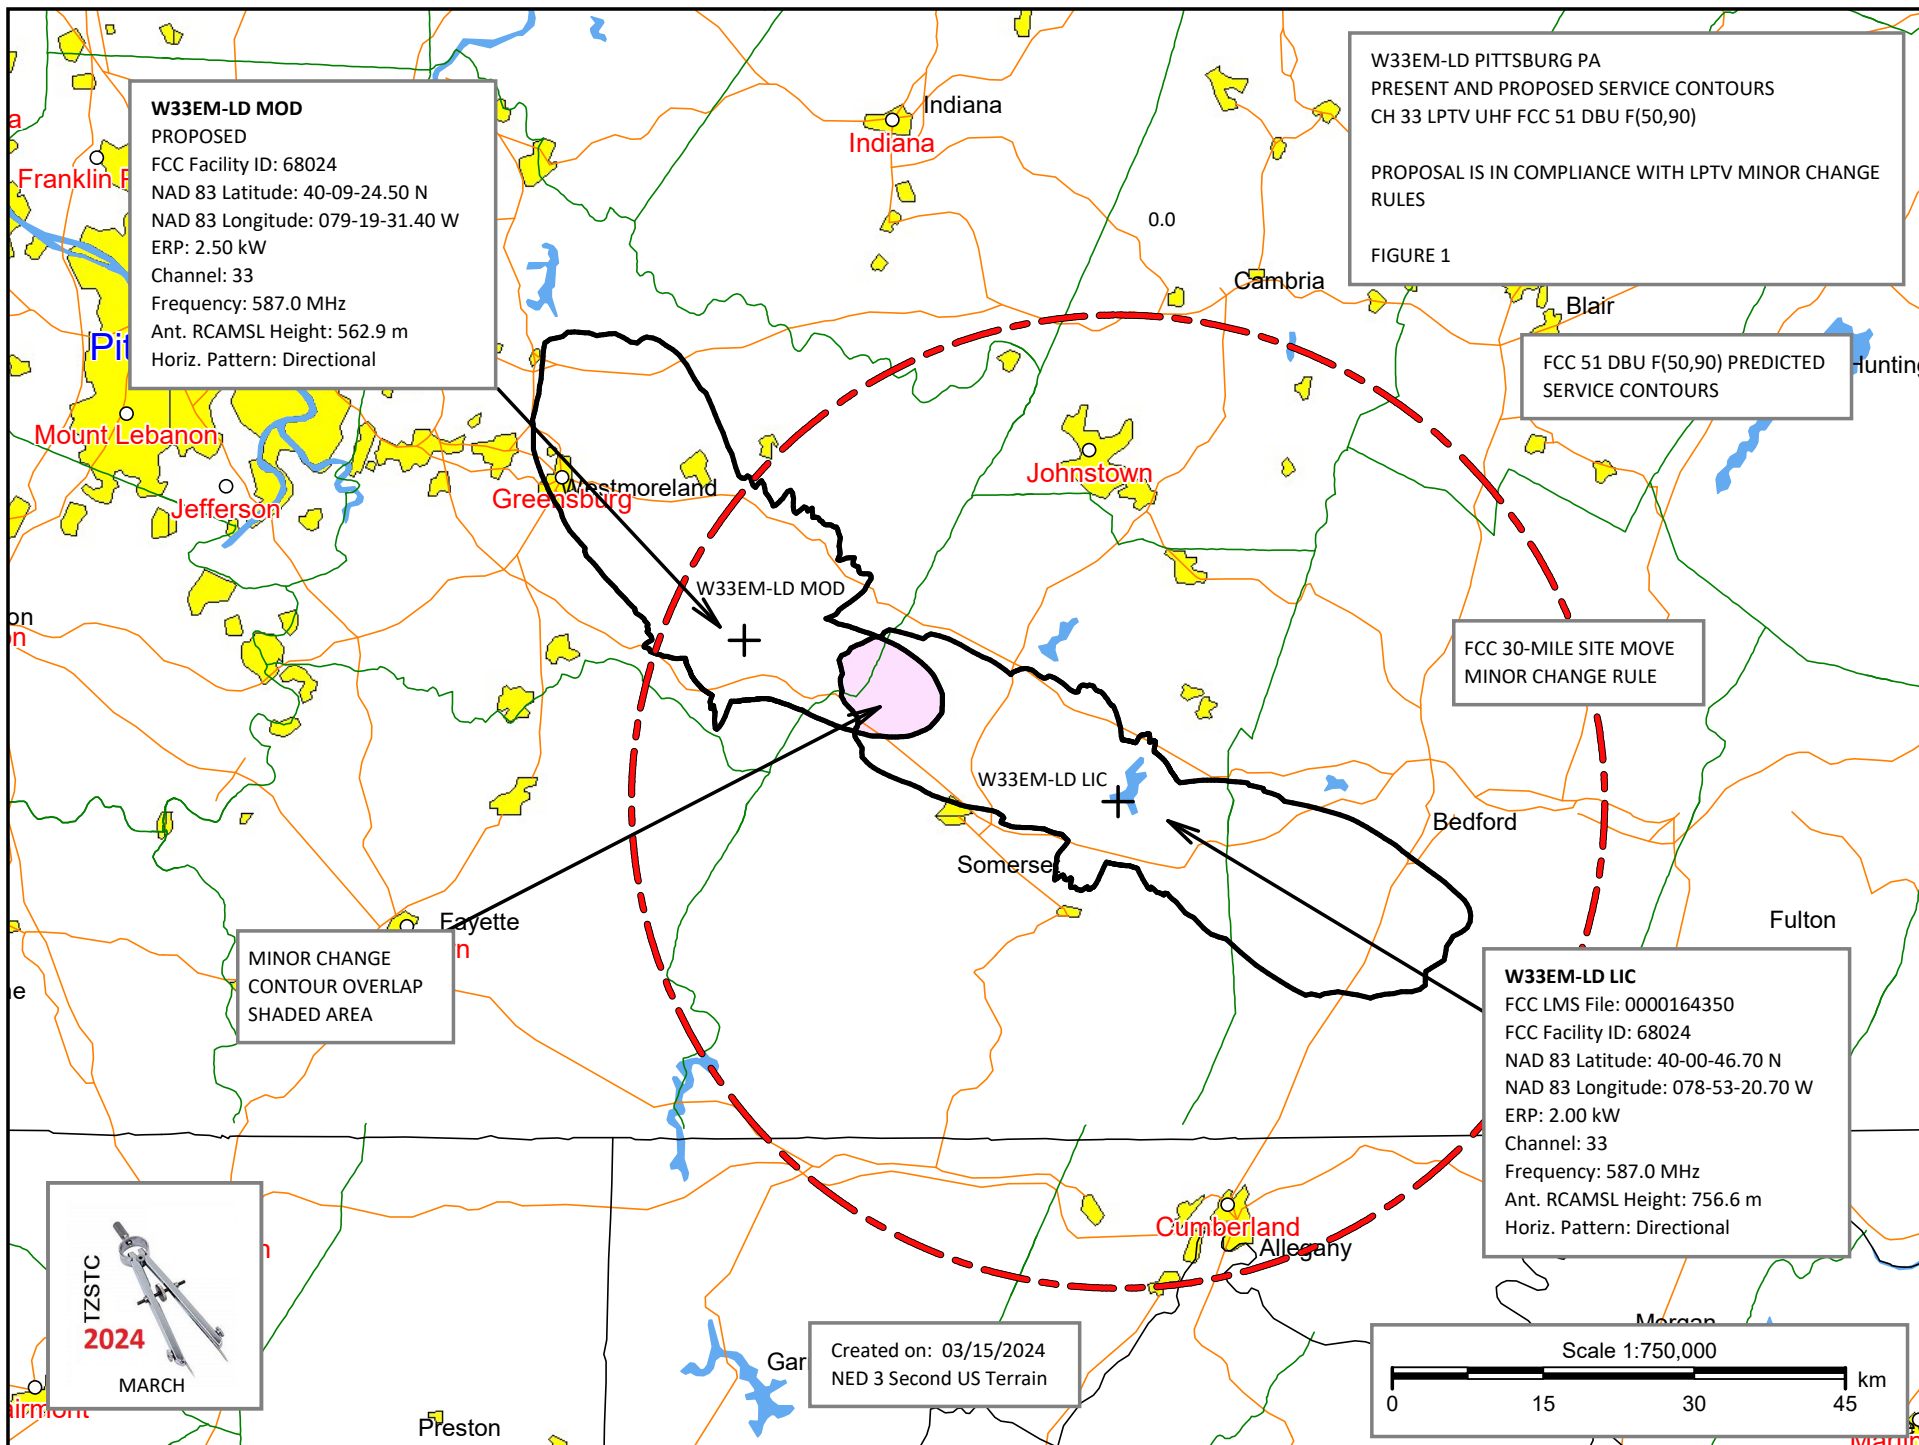 W33EM-LD MOD
PROPOSED
FCC Facility ID: 68024
NAD 83 Latitude: 40-09-24.50 N
NAD 83 Longitude: 079-19-31.40 W
ERP: 2.50 kW
Channel: 33
Frequency: 587.0 MHz
Ant. RCAMSL Height: 562.9 m
Horiz. Pattern: Directional
W33EM-LD PITTSBURG PA
PRESENT AND PROPOSED SERVICE CONTOURS
CH 33 LPTV UHF FCC 51 DBU F(50,90)
PROPOSAL IS IN COMPLIANCE WITH LPTV MINOR CHANGE
RULES
FIGURE 1
Indiana
Indiana
Franklin
0.0
Cambria
Blair
FCC 51 DBU F(50,90) PREDICTED
SERVICE CONTOURS
Hunting
Pit
Mount Lebanon
Jefferson
Westmoreland
Greensburg
Johnstown
W33EM-LD MOD
on
n
FCC 30-MILE SITE MOVE
MINOR CHANGE RULE
W33EM-LD LIC
Bedford
Somerse
Fayette
n
Fulton
MINOR CHANGE
CONTOUR OVERLAP
SHADED AREA
W33EM-LD LIC
FCC LMS File: 0000164350
FCC Facility ID: 68024
NAD 83 Latitude: 40-00-46.70 N
NAD 83 Longitude: 078-53-20.70 W
ERP: 2.00 kW
Channel: 33
Frequency: 587.0 MHz
Ant. RCAMSL Height: 756.6 m
Horiz. Pattern: Directional
Cumberland
Allegany
TZSTC
2024
MARCH
Gar
Created on: 03/15/2024
NED 3 Second US Terrain
Morgan
Scale 1:750,000
km
0 15 30 45
airmont
Preston